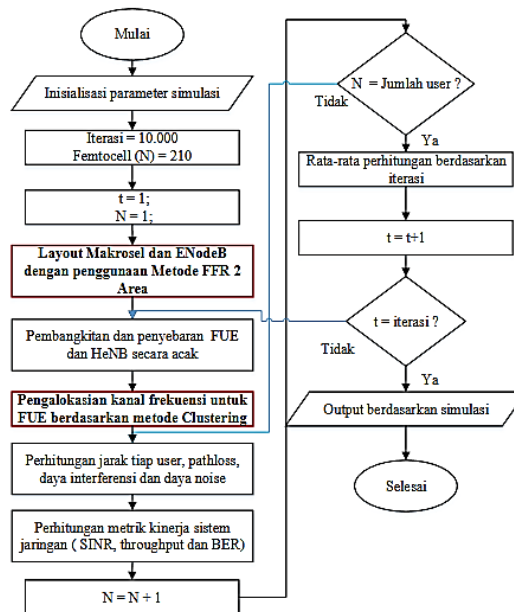 Mulai
Inisialisasi parameter simulasi
Iterasi = 10.000
Femtocell (N) = 210
t = 1;
N = 1;
Layout Makrosel dan ENodeB
dengan penggunaan Metode FFR 2
Area
Pembangkitan dan penyebaran FUE
dan HeNB secara acak
Pengalokasian kanal frekuensi untuk
FUE berdasarkan metode Clustering
Perhitungan jarak tiap user, pathloss,
daya interferensi dan daya noise
Perhitungan metrik kinerja sistem
jaringan ( SINR, throughput dan BER)
N = N + 1
N = Jumlah user ?
Tidak
Ya
Rata-rata perhitungan berdasarkan
iterasi
t = t+1
t = iterasi ?
Tidak
Ya
Output berdasarkan simulasi
Selesai